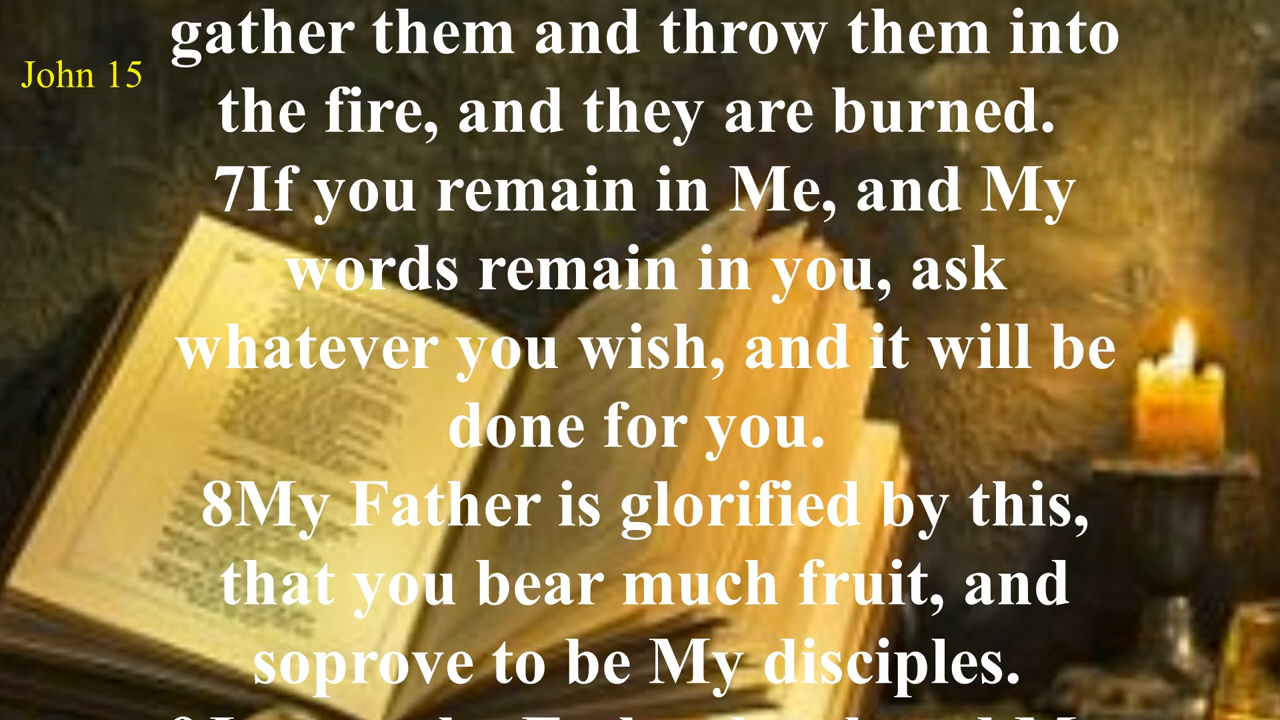 gather them and throw them into
John 15
the fire, and they are burned.
7If you remain in Me, and My
words remain in you, ask
whatever you wish, and it will be
done for you.
8My Father is glorified by this,
that you bear much fruit, and
soprove to be My disciples.